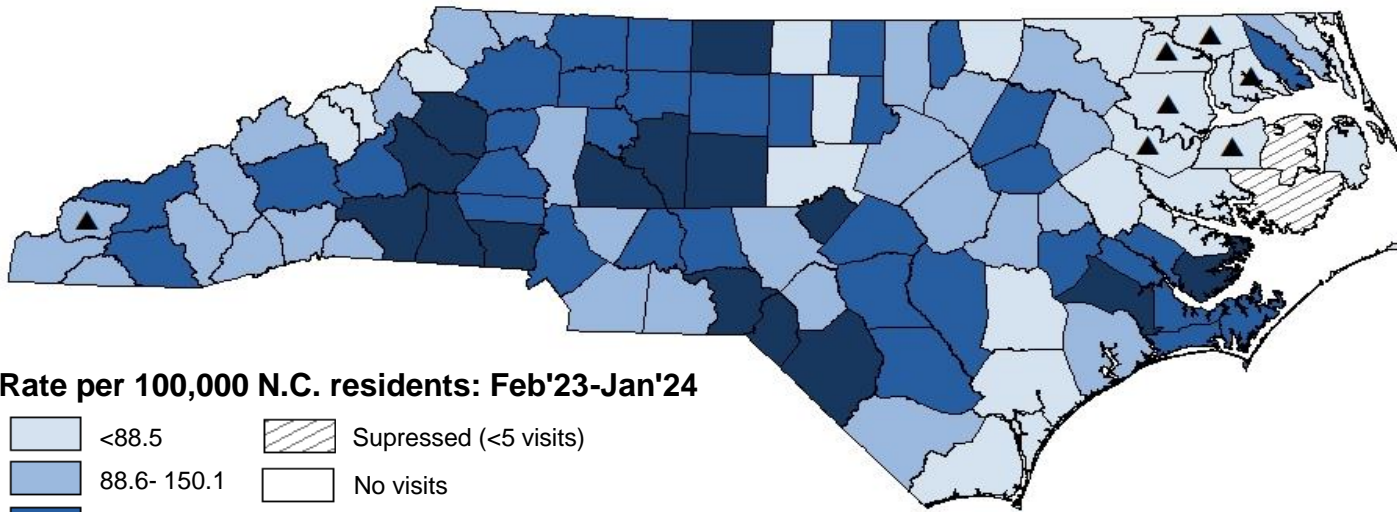 Rate per 100,000 N.C. residents: Feb'23-Jan'24
<88.5
Supressed (<5 visits)
88.6- 150.1
No visits